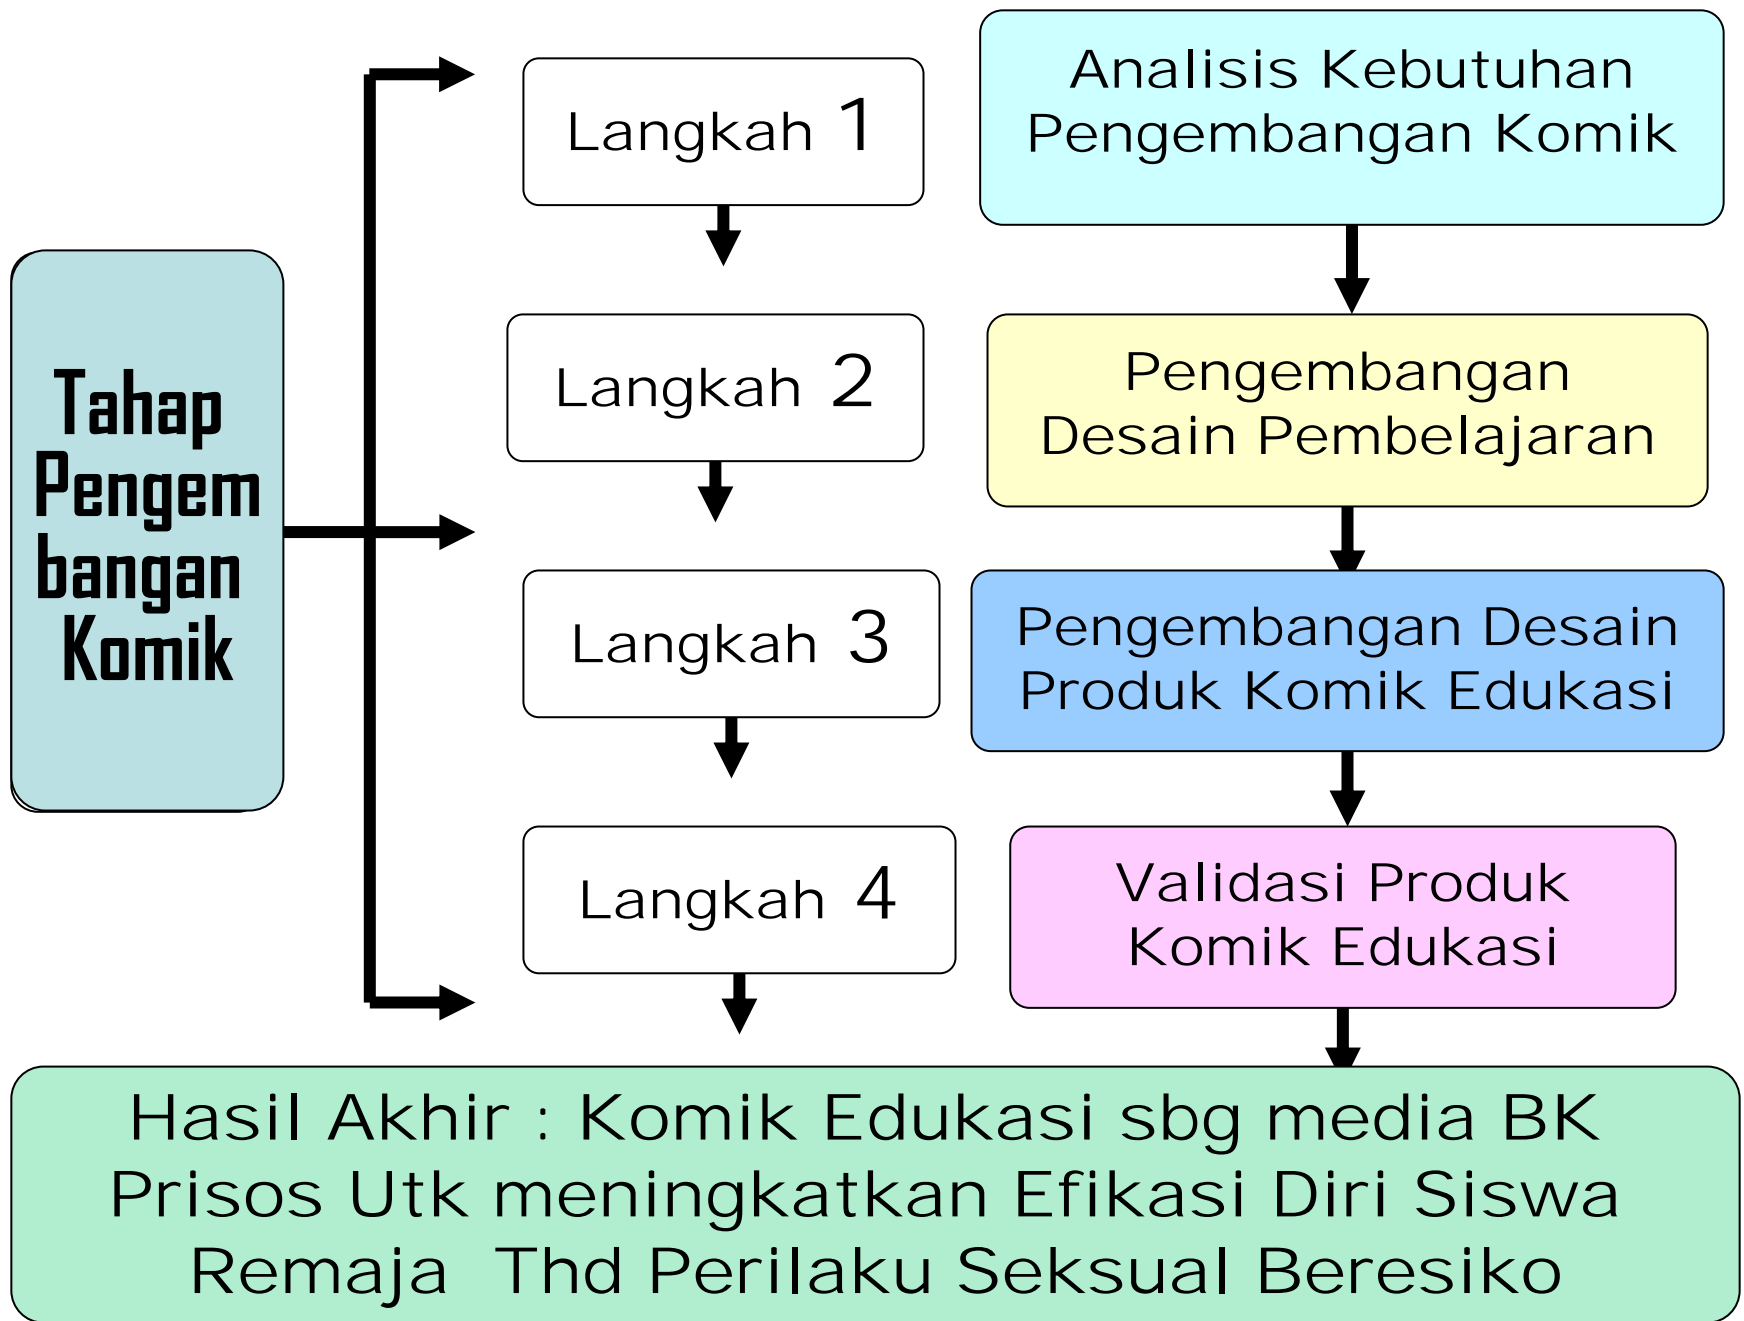 Tahap
Pengem
bangan
Komik
Langkah 1
Analisis Kebutuhan
Pengembangan Komik
Langkah 2
Pengembangan
Desain Pembelajaran
Langkah 3
Pengembangan Desain
Produk Komik Edukasi
Langkah 4
Validasi Produk
Komik Edukasi
Hasil Akhir : Komik Edukasi sbg media BK
Prisos Utk meningkatkan Efikasi Diri Siswa
Remaja Thd Perilaku Seksual Beresiko